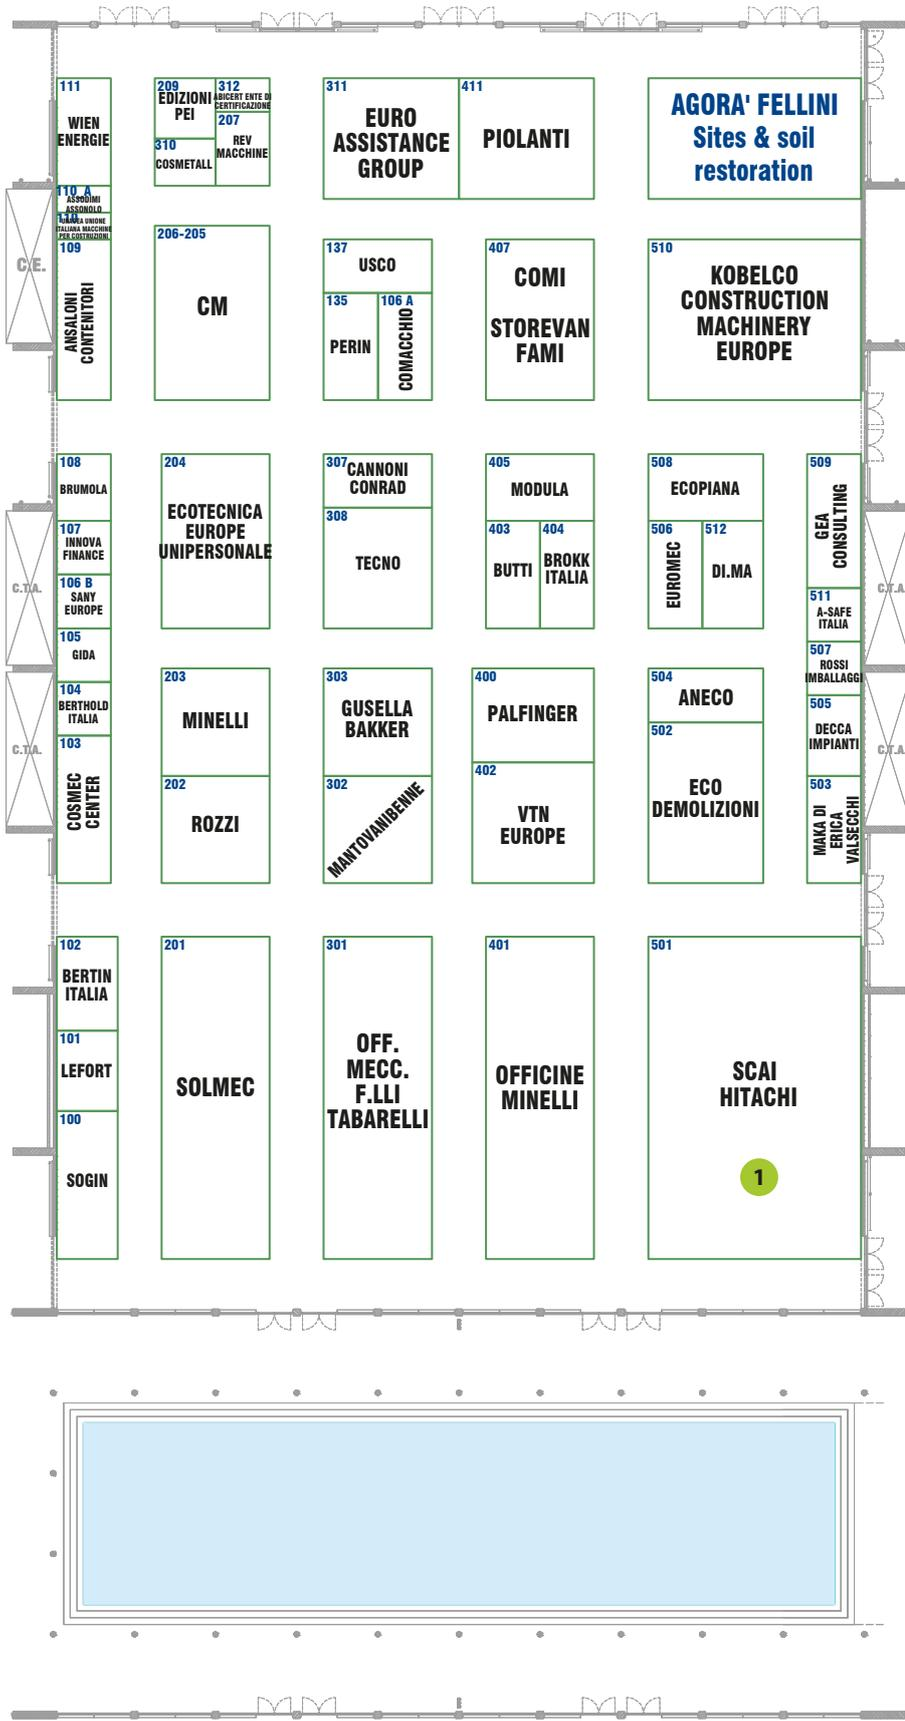 111
WIEN
ENERGIE
209
EDIZIONI
PEI
312
ABICERT ENTE DI
CERTIFICAZIONE
310
COSMETALL
207
REV
MACCHINE
311
EURO
ASSISTANCE
GROUP
411
PIOLANTI
AGORA' FELLINI
Sites & soil
restoration
110_A
ASSODIMI
ASSONOLO
110
UNACEA UNIONE
ITALIANA MACCHINE
PER COSTRUZIONI
C.E.
109
ANSALONI
CONTENITORI
206-205
CM
137
USCO
135
PERIN
106 A
COMACCHIO
407
COMI
STOREVAN
FAMI
510
KOBELCO
CONSTRUCTION
MACHINERY
EUROPE
108
BRUMOLA
107
INNOVA
FINANCE
106 B
SANY
EUROPE
105
GIDA
104
BERTHOLD
ITALIA
103
COSMEC
CENTER
C.T.A.
C.T.A.
204
ECOTECNICA
EUROPE
UNIPERSONALE
307
CANNONI
CONRAD
308
TECNO
405
MODULA
403
BUTTI
404
BROKK
ITALIA
508
ECOPIANA
506
EUROMEC
512
DI.MA
509
GEA
CONSULTING
511
A-SAFE
ITALIA
507
ROSSI
IMBALLAGGI
505
DECCA
IMPIANTI
503
MAKA DI
ERICA
VALSECCHI
C.T.A.
C.T.A.
203
MINELLI
202
ROZZI
303
GUSELLA
BAKKER
302
MANTOVANIBENNE
400
PALFINGER
402
VTN
EUROPE
504
ANECO
502
ECO
DEMOLIZIONI
102
BERTIN
ITALIA
101
LEFORT
100
SOGIN
201
SOLMEC
301
OFF.
MECC.
F.LLI
TABARELLI
401
OFFICINE
MINELLI
501
SCAI
HITACHI
1